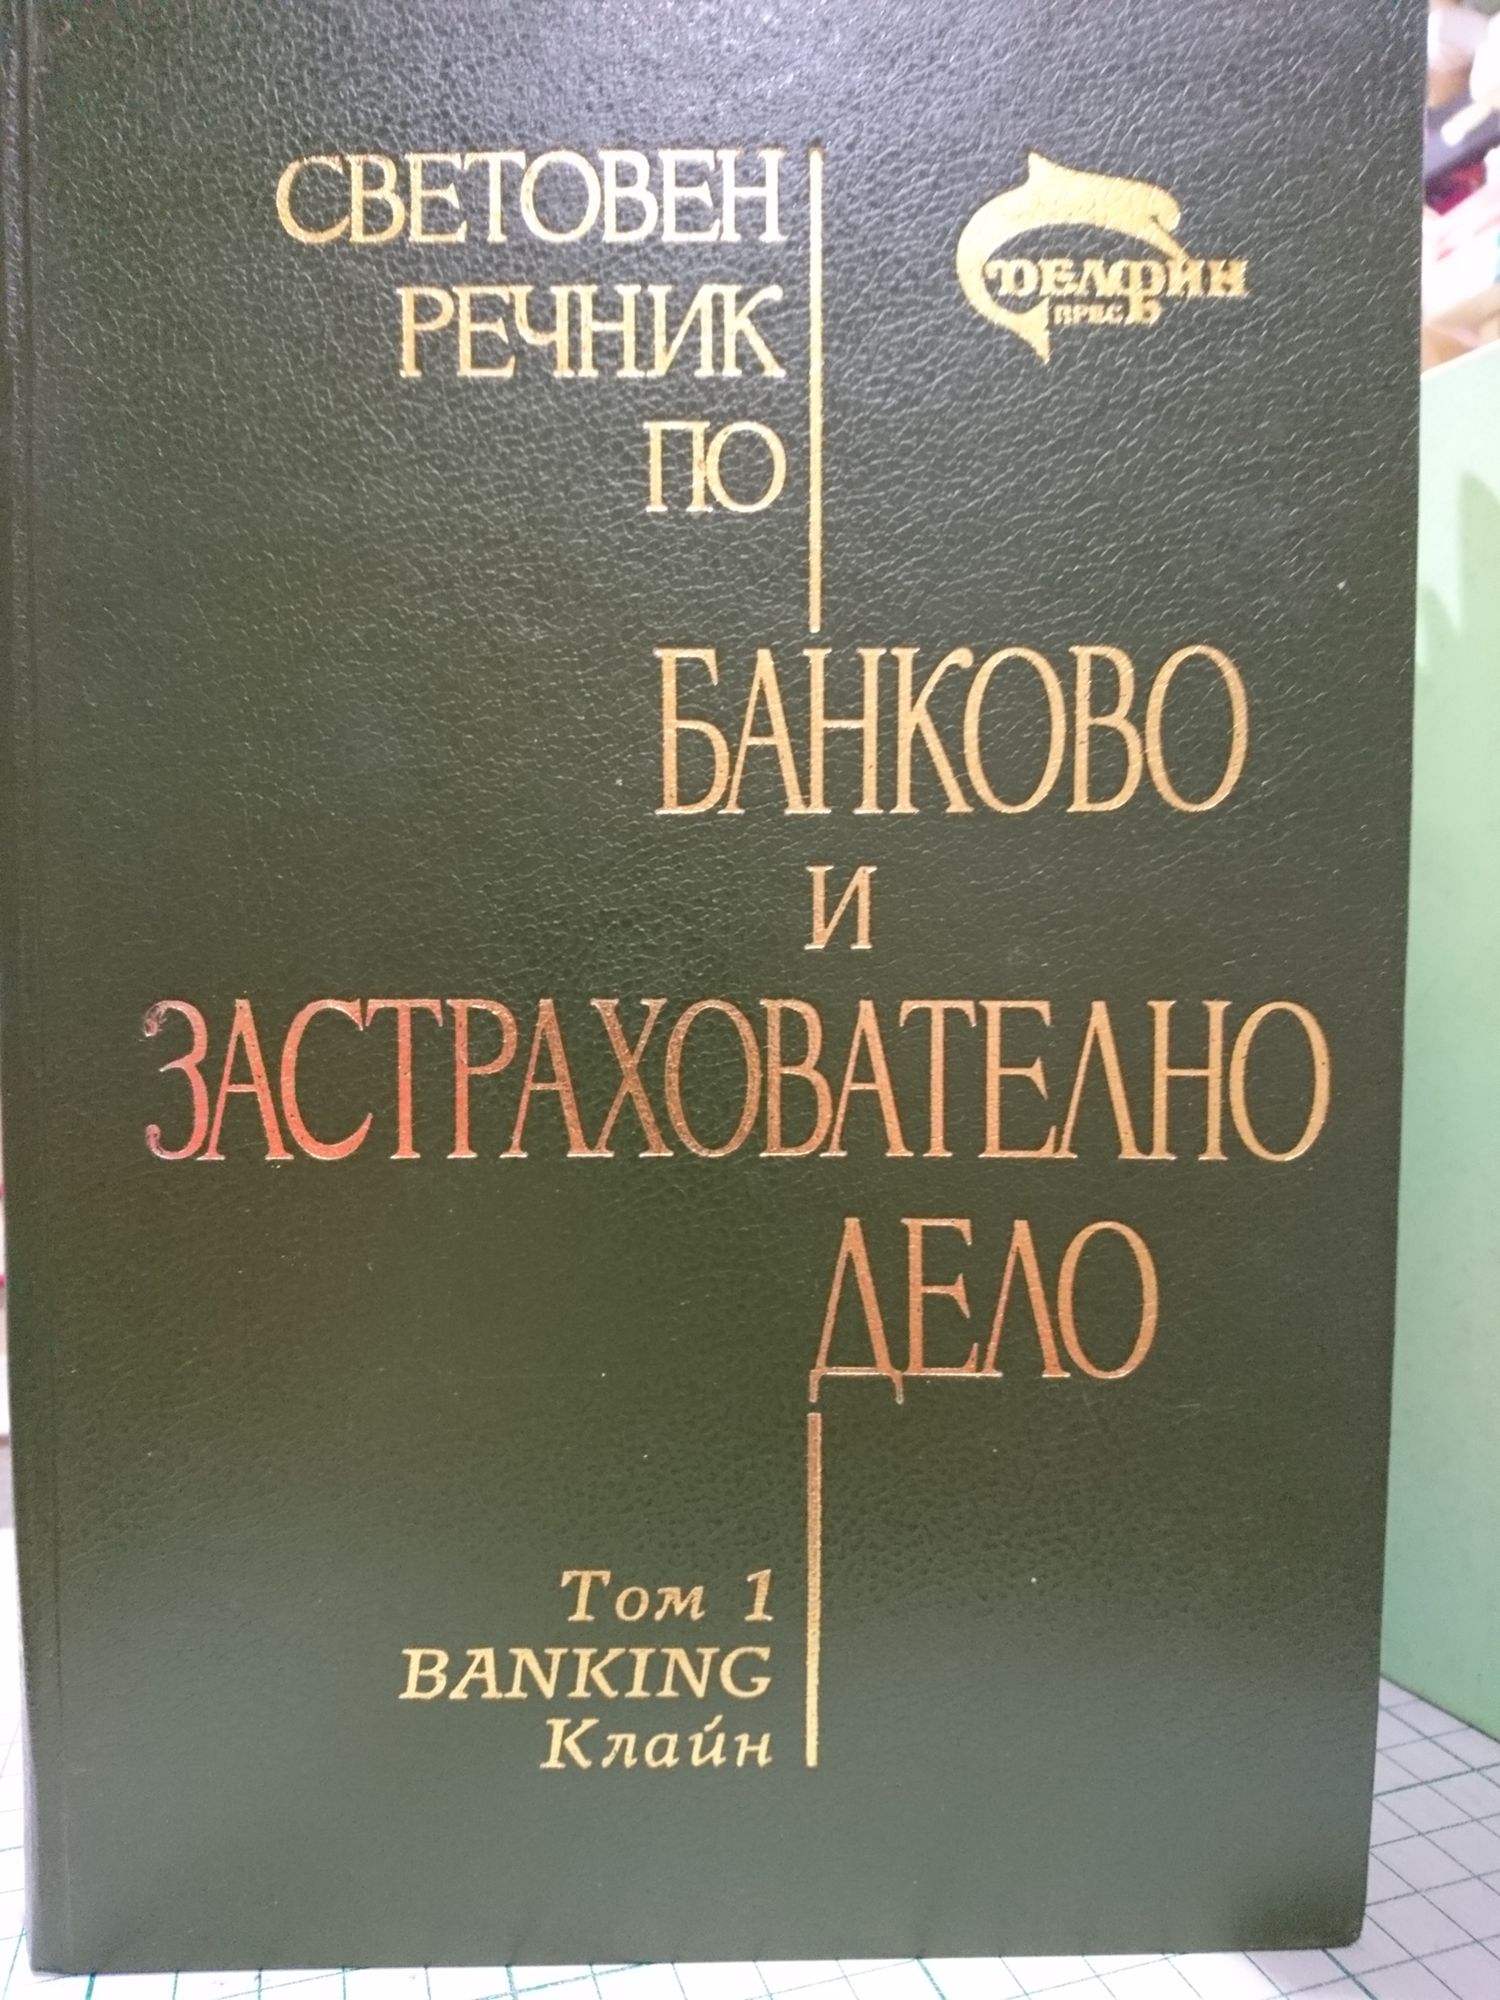 СВЕТОВЕН
РЕЧНИК
ПО
ДЕЛФИН
ПРЕС
БАНКОВО
И
ЗАСТРАХОВАТЕЛНО
ДЕЛО
Том 1
BANKING
Клайн